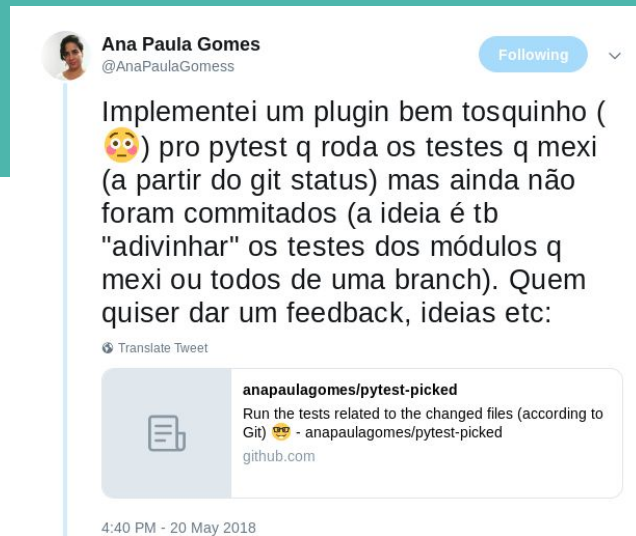 Ana Paula Gomes
@AnaPaulaGomess
Following
Implementei um plugin bem tosquinho (
😳) pro pytest q roda os testes q mexi
(a partir do git status) mas ainda não
foram commitados (a ideia é tb
"adivinhar" os testes dos módulos q
mexi ou todos de uma branch). Quem
quiser dar um feedback, ideias etc:
Translate Tweet
anapaulagomes/pytest-picked
Run the tests related to the changed files (according to
Git) 🤓 - anapaulagomes/pytest-picked
github.com
4:40 PM - 20 May 2018